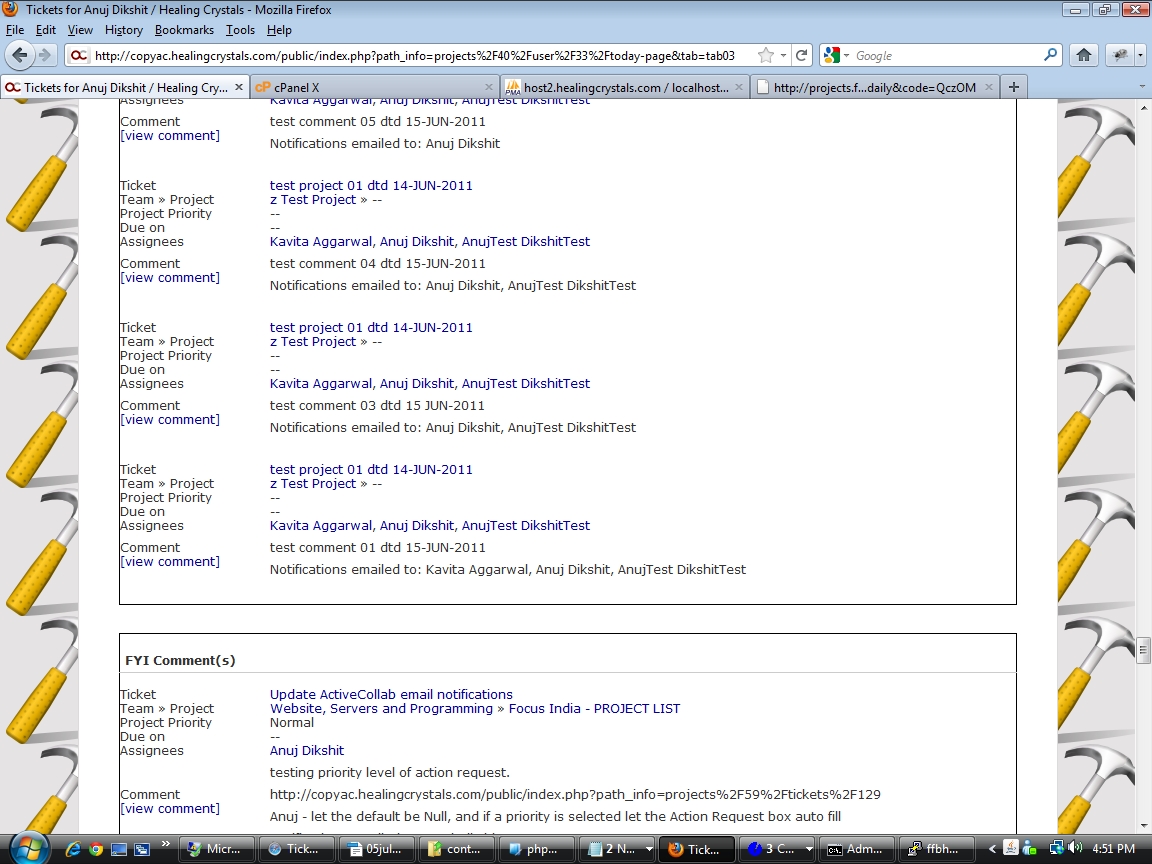 Tickets for Anuj Dikshit / Healing Crystals - Mozilla Firefox
File Edit View History Bookmarks Tools Help
http://copyac.healingcrystals.com/public/index.php?path_info=projects%2F40%2Fuser%2F33%2Ftoday-page&tab=tab03
Google
Tickets for Anuj Dikshit / Healing Cry...
cPanel X
host2.healingcrystals.com / localhost...
http://projects.f...daily&code=QczOM
Assignees Kavita Aggarwal, Anuj Dikshit, AnujTest DikshitTest
Comment test comment 05 dtd 15-JUN-2011
[view comment]
Notifications emailed to: Anuj Dikshit
Ticket test project 01 dtd 14-JUN-2011
Team » Project z Test Project » --
Project Priority --
Due on --
Assignees Kavita Aggarwal, Anuj Dikshit, AnujTest DikshitTest
Comment test comment 04 dtd 15-JUN-2011
[view comment]
Notifications emailed to: Anuj Dikshit, AnujTest DikshitTest
Ticket test project 01 dtd 14-JUN-2011
Team » Project z Test Project » --
Project Priority --
Due on --
Assignees Kavita Aggarwal, Anuj Dikshit, AnujTest DikshitTest
Comment test comment 03 dtd 15 JUN-2011
[view comment]
Notifications emailed to: Anuj Dikshit, AnujTest DikshitTest
Ticket test project 01 dtd 14-JUN-2011
Team » Project z Test Project » --
Project Priority --
Due on --
Assignees Kavita Aggarwal, Anuj Dikshit, AnujTest DikshitTest
Comment test comment 01 dtd 15-JUN-2011
[view comment]
Notifications emailed to: Kavita Aggarwal, Anuj Dikshit, AnujTest DikshitTest
FYI Comment(s)
Ticket Update ActiveCollab email notifications
Team » Project Website, Servers and Programming » Focus India - PROJECT LIST
Project Priority Normal
Due on --
Assignees Anuj Dikshit
testing priority level of action request.
Comment http://copyac.healingcrystals.com/public/index.php?path_info=projects%2F59%2Ftickets%2F129
[view comment]
Anuj - let the default be Null, and if a priority is selected let the Action Request box auto fill
Micr... Tick... 05jul... cont... php... 2 N... Tick... 3 C... Adm... ffbh... 4:51 PM